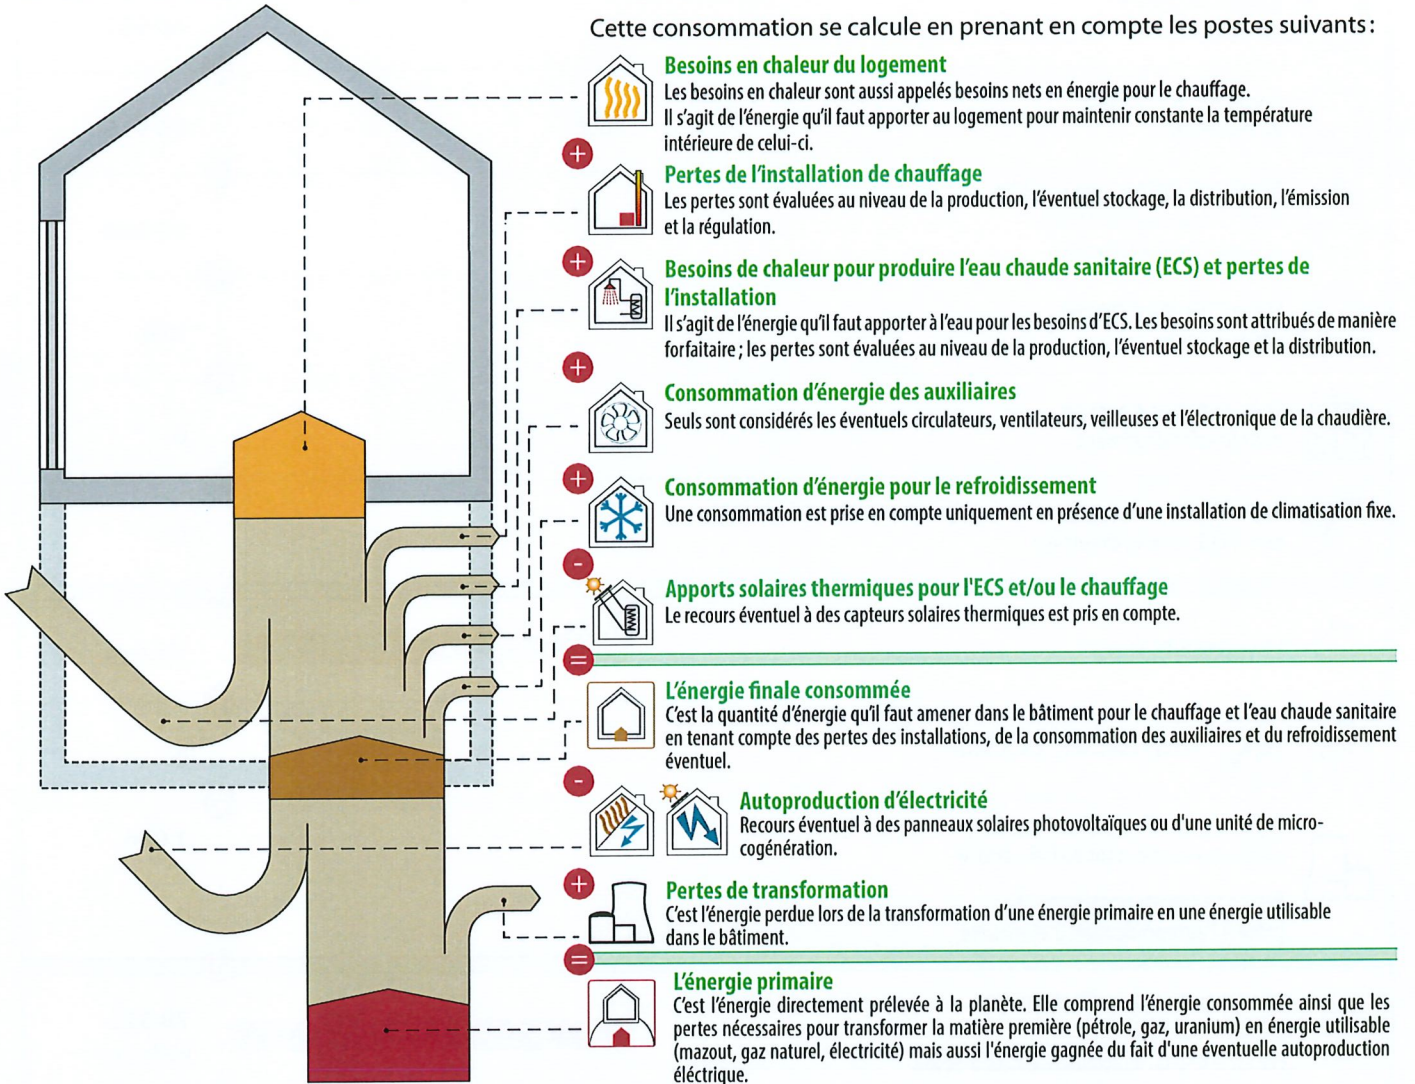 Cette consommation se calcule en prenant en compte les postes suivants :
Besoins en chaleur du logement
Les besoins en chaleur sont aussi appelés besoins nets en énergie pour le chauffage.
Il s'agit de l'énergie qu'il faut apporter au logement pour maintenir constante la température
intérieure de celui-ci.
+
Pertes de l'installation de chauffage
Les pertes sont évaluées au niveau de la production, l'éventuel stockage, la distribution, l'émission
et la régulation.
+
Besoins de chaleur pour produire l'eau chaude sanitaire (ECS) et pertes de
l'installation
Il s'agit de l'énergie qu'il faut apporter à l'eau pour les besoins d'ECS. Les besoins sont attribués de manière
forfaitaire ; les pertes sont évaluées au niveau de la production, l'éventuel stockage et la distribution.
+
Consommation d'énergie des auxiliaires
Seuls sont considérés les éventuels circulateurs, ventilateurs, veilleuses et l'électronique de la chaudière.
+
Consommation d'énergie pour le refroidissement
Une consommation est prise en compte uniquement en présence d'une installation de climatisation fixe.
-
Apports solaires thermiques pour l'ECS et/ou le chauffage
Le recours éventuel à des capteurs solaires thermiques est pris en compte.
=
L'énergie finale consommée
C'est la quantité d'énergie qu'il faut amener dans le bâtiment pour le chauffage et l'eau chaude sanitaire
en tenant compte des pertes des installations, de la consommation des auxiliaires et du refroidissement
éventuel.
-
Autoproduction d'électricité
Recours éventuel à des panneaux solaires photovoltaïques ou d'une unité de micro-
cogénération.
+
Pertes de transformation
C'est l'énergie perdue lors de la transformation d'une énergie primaire en une énergie utilisable
dans le bâtiment.
=
L'énergie primaire
C'est l'énergie directement prélevée à la planète. Elle comprend l'énergie consommée ainsi que les
pertes nécessaires pour transformer la matière première (pétrole, gaz, uranium) en énergie utilisable
(mazout, gaz naturel, électricité) mais aussi l'énergie gagnée du fait d'une éventuelle autoproduction
éléctrique.